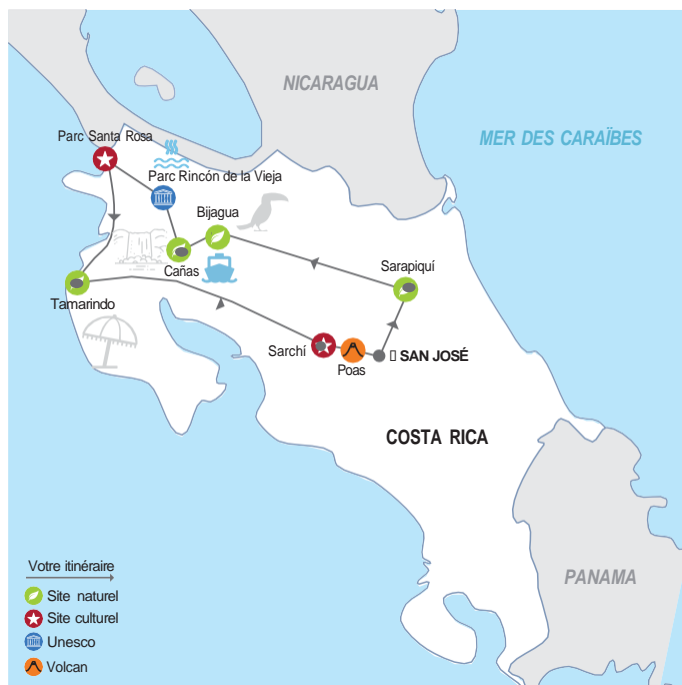 NICARAGUA
MER DES CARAÏBES
Parc Santa Rosa
Parc Rincón de la Vieja
Bijagua
Cañas
Sarapiquí
Tamarindo
Sarchí
Poas
▯ SAN JOSÉ
COSTA RICA
PANAMA
Votre itinéraire
Site naturel
Site culturel
Unesco
Volcan